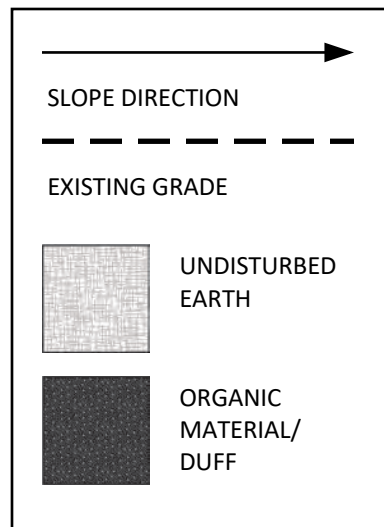 SLOPE DIRECTION
EXISTING GRADE
UNDISTURBED
EARTH
ORGANIC
MATERIAL/
DUFF